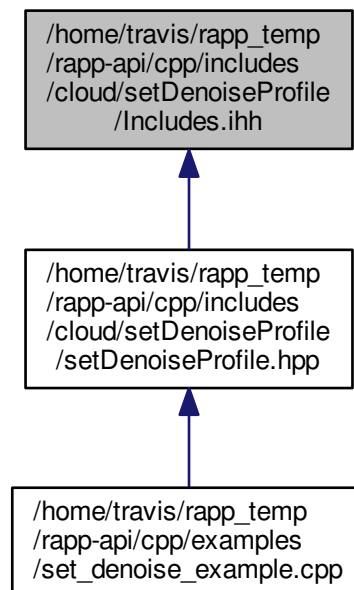 /home/travis/rapp_temp
/rapp-api/cpp/includes
/cloud/setDenoiseProfile
/Includes.ihh
/home/travis/rapp_temp
/rapp-api/cpp/includes
/cloud/setDenoiseProfile
/setDenoiseProfile.hpp
/home/travis/rapp_temp
/rapp-api/cpp/examples
/set_denoise_example.cpp